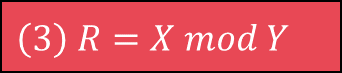 (3) R = X mod Y